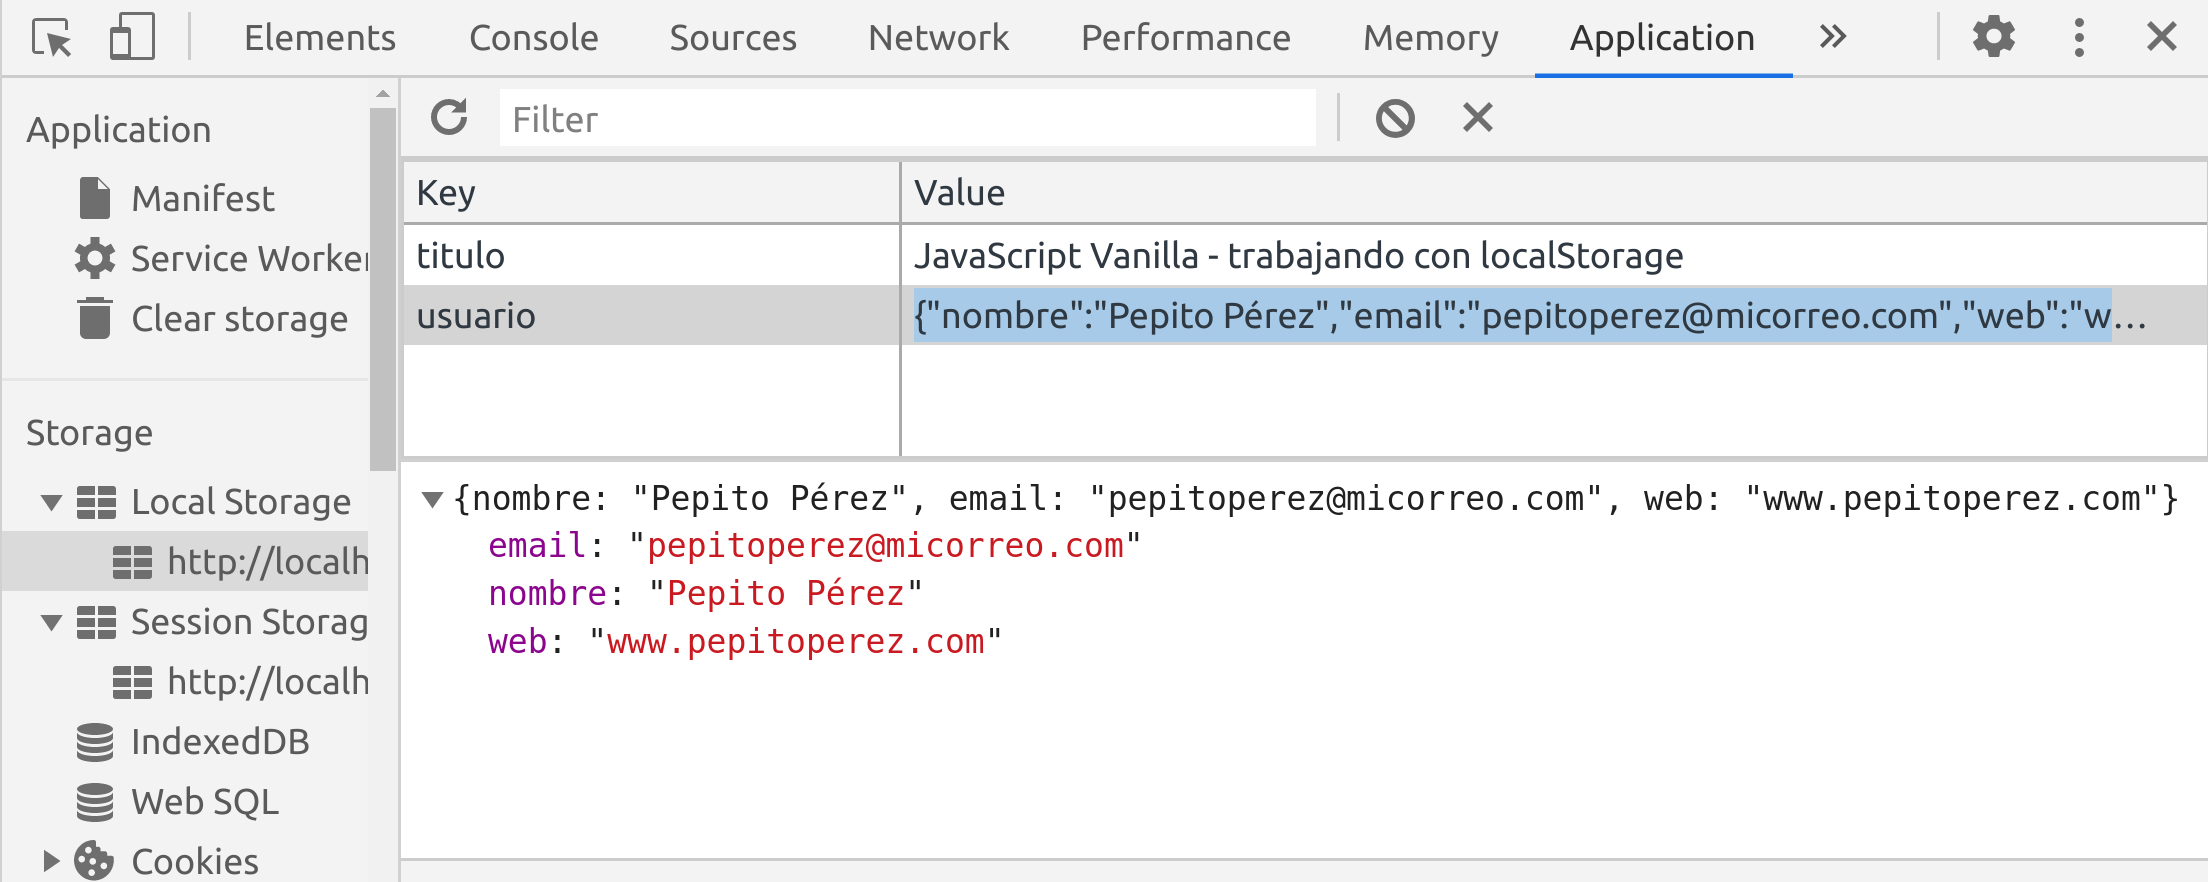 Elements Console Sources Network Performance Memory Application »
Application
Manifest
Service Worker
Clear storage
Storage
Local Storage
http://localh
Session Storag
http://localh
IndexedDB
Web SQL
Cookies
Filter
Key Value
titulo JavaScript Vanilla - trabajando con localStorage
usuario {"nombre":"Pepito Pérez","email":"pepitoperez@micorreo.com","web":"w...
{nombre: "Pepito Pérez", email: "pepitoperez@micorreo.com", web: "www.pepitoperez.com"}
email: "pepitoperez@micorreo.com"
nombre: "Pepito Pérez"
web: "www.pepitoperez.com"